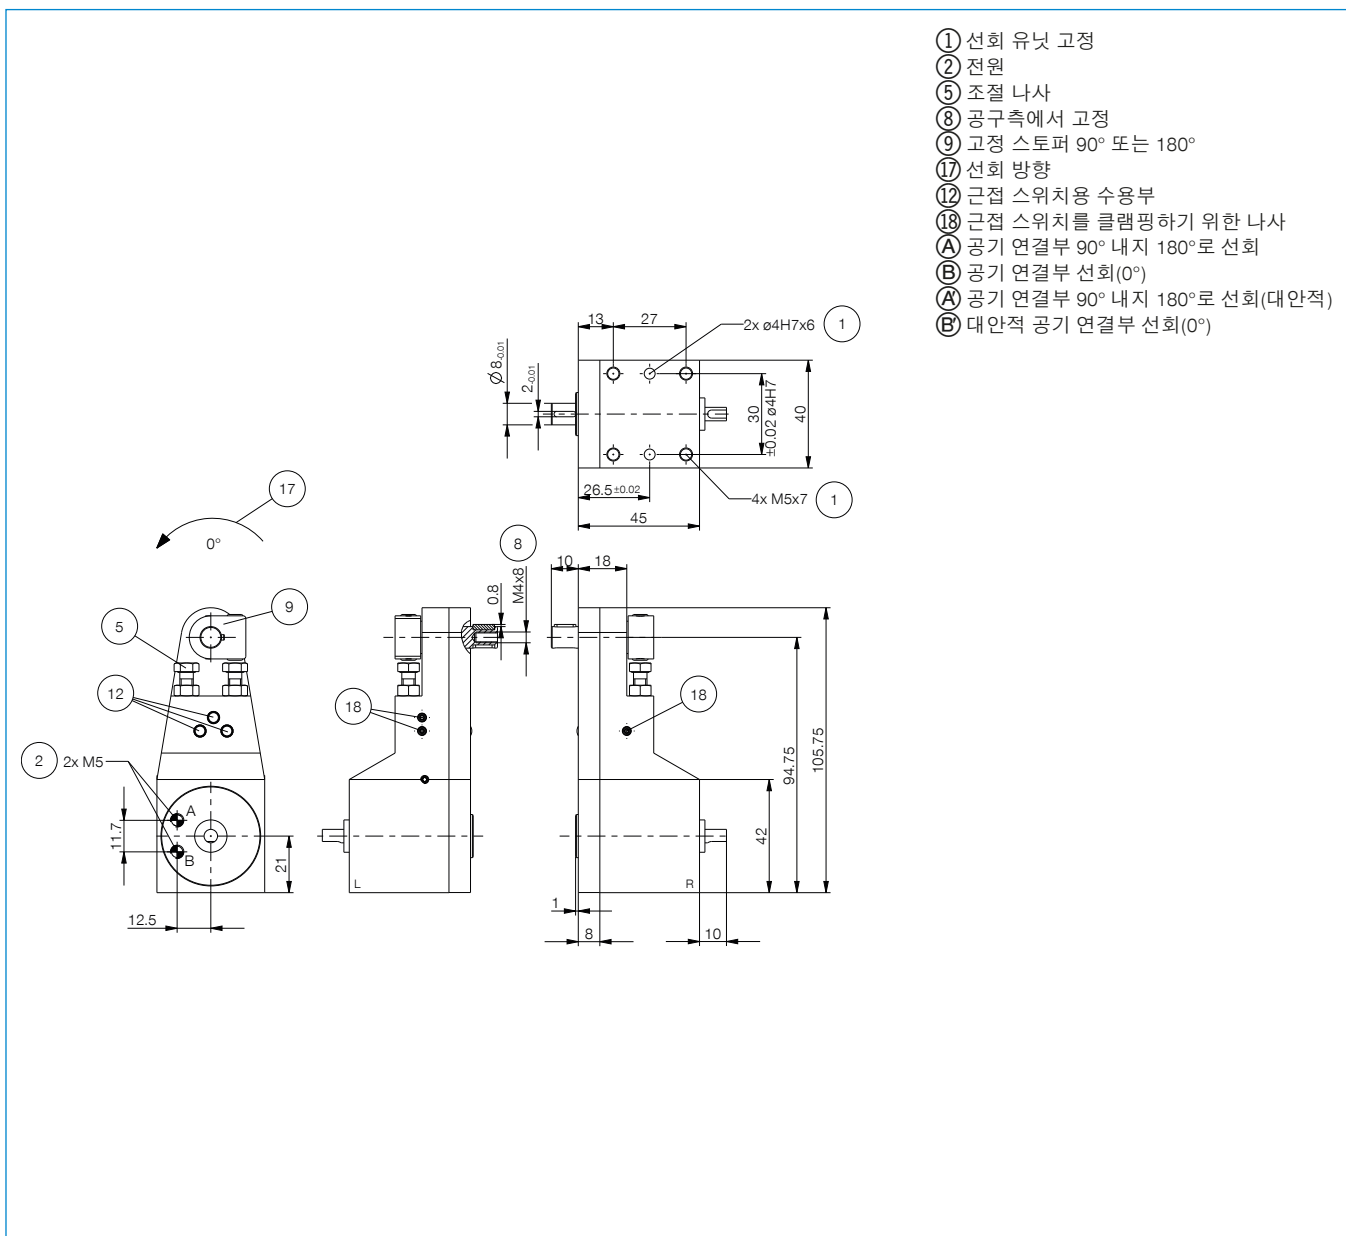 ① 선회 유닛 고정
② 전원
⑤ 조절 나사
⑧ 공구측에서 고정
⑨ 고정 스토퍼 90° 또는 180°
⑰ 선회 방향
⑫ 근접 스위치용 수용부
⑱ 근접 스위치를 클램핑하기 위한 나사
Ⓐ 공기 연결부 90° 내지 180°로 선회
Ⓑ 공기 연결부 선회(0°)
A' 공기 연결부 90° 내지 180°로 선회(대안적)
B' 대안적 공기 연결부 선회(0°)
13
27
2x ø4H7x6
1
Ø8-0.01
2-0.01
30
±0.02 ø4H7
40
26.5±0.02
4x M5x7
1
45
17
0°
8
10
18
0.8
M4x8
9
5
12
18
18
2
2x M5
A
B
11.7
21
12.5
L
R
42
94.75
105.75
1
8
10